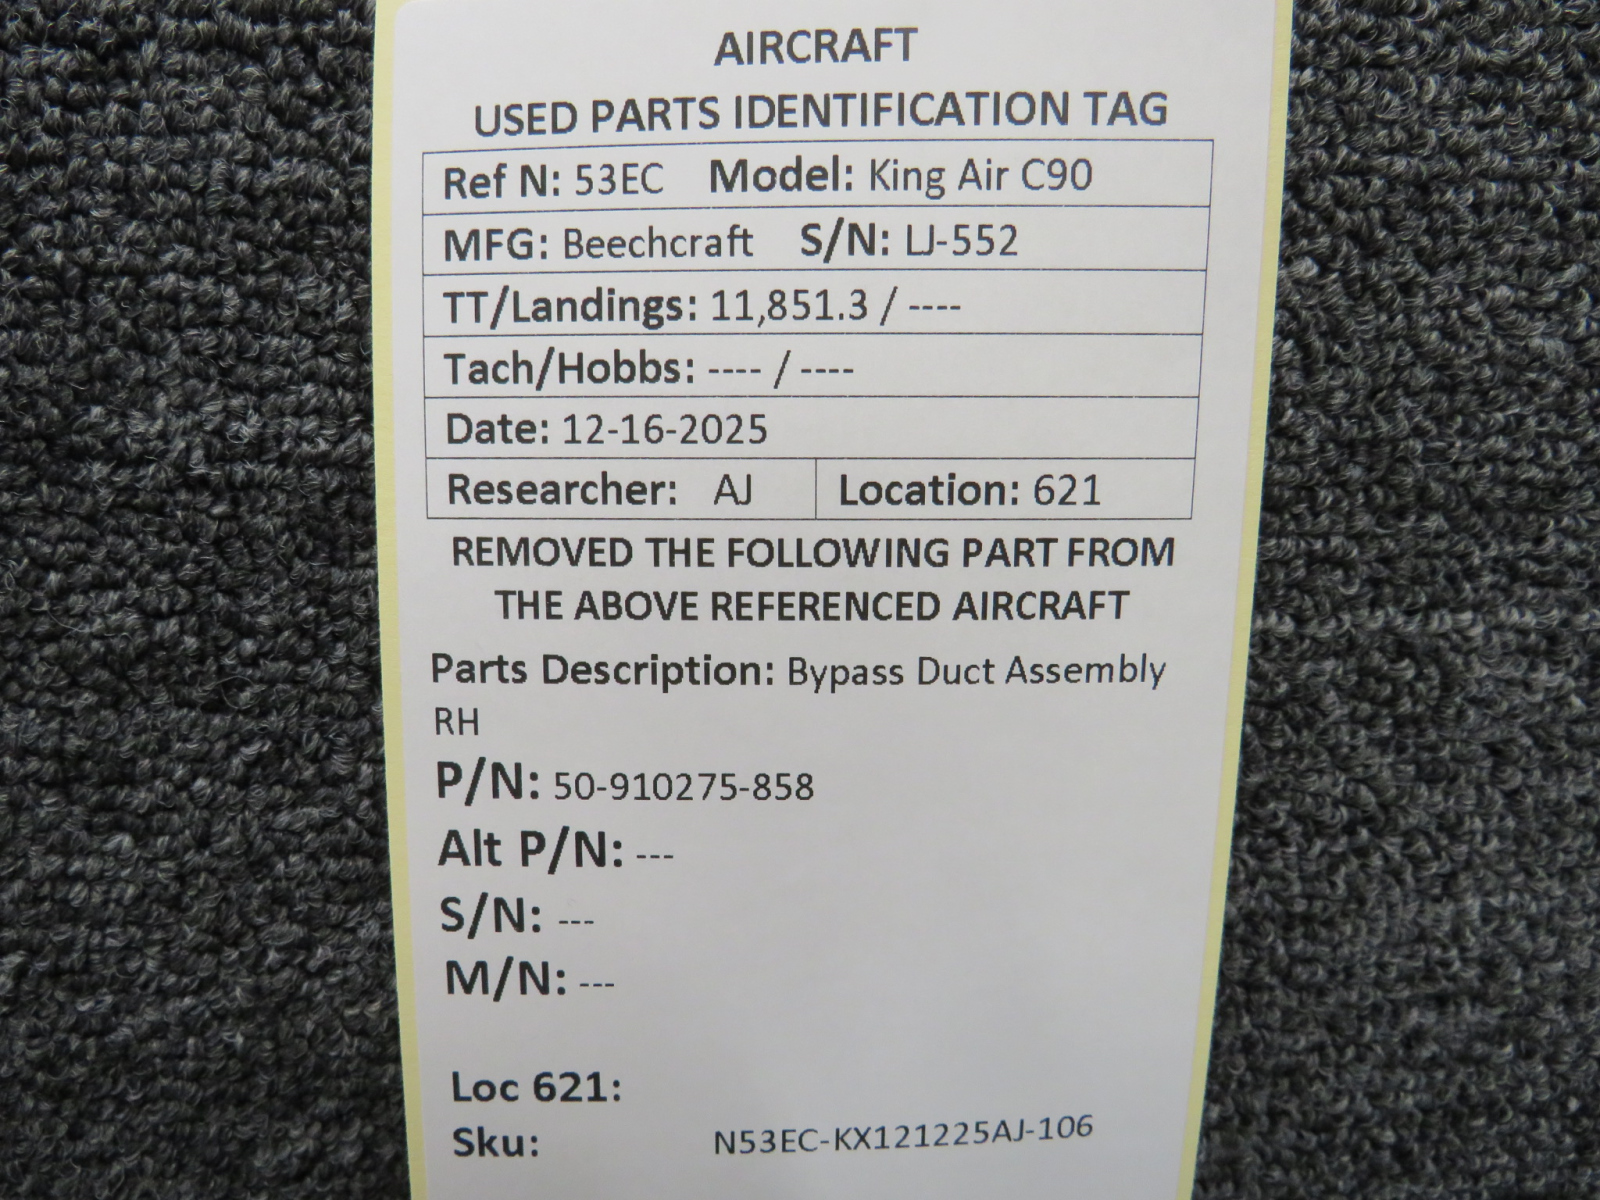 AIRCRAFT
USED PARTS IDENTIFICATION TAG
Ref N: 53EC Model: King Air C90
MFG: Beechcraft S/N: LJ-552
TT/Landings: 11,851.3 / ----
Tach/Hobbs: ---- / ----
Date: 12-16-2025
Researcher: AJ Location: 621
REMOVED THE FOLLOWING PART FROM
THE ABOVE REFERENCED AIRCRAFT
Parts Description: Bypass Duct Assembly
RH
P/N: 50-910275-858
Alt P/N: ---
S/N: ---
M/N: ---
Loc 621:
Sku: N53EC-KX121225AJ-106